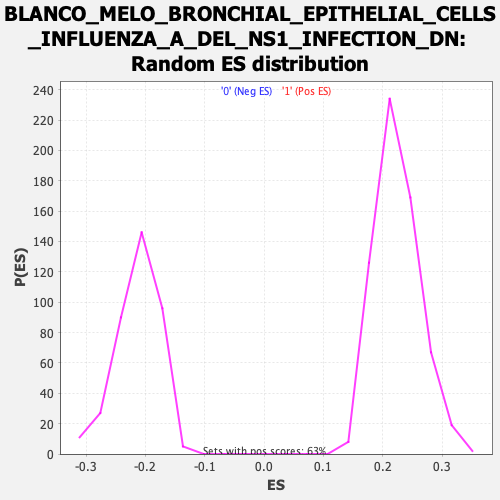 BLANCO_MELO_BRONCHIAL_EPITHELIAL_CELLS
_INFLUENZA_A_DEL_NS1_INFECTION_DN:
Random ES distribution
'0' (Neg ES) '1' (Pos ES)
240
220
200
180
160
140
120
100
80
60
40
20
0
P(ES)
Sets with pos scores: 63%
-0.3 -0.2 -0.1 0.0 0.1 0.2 0.3
ES